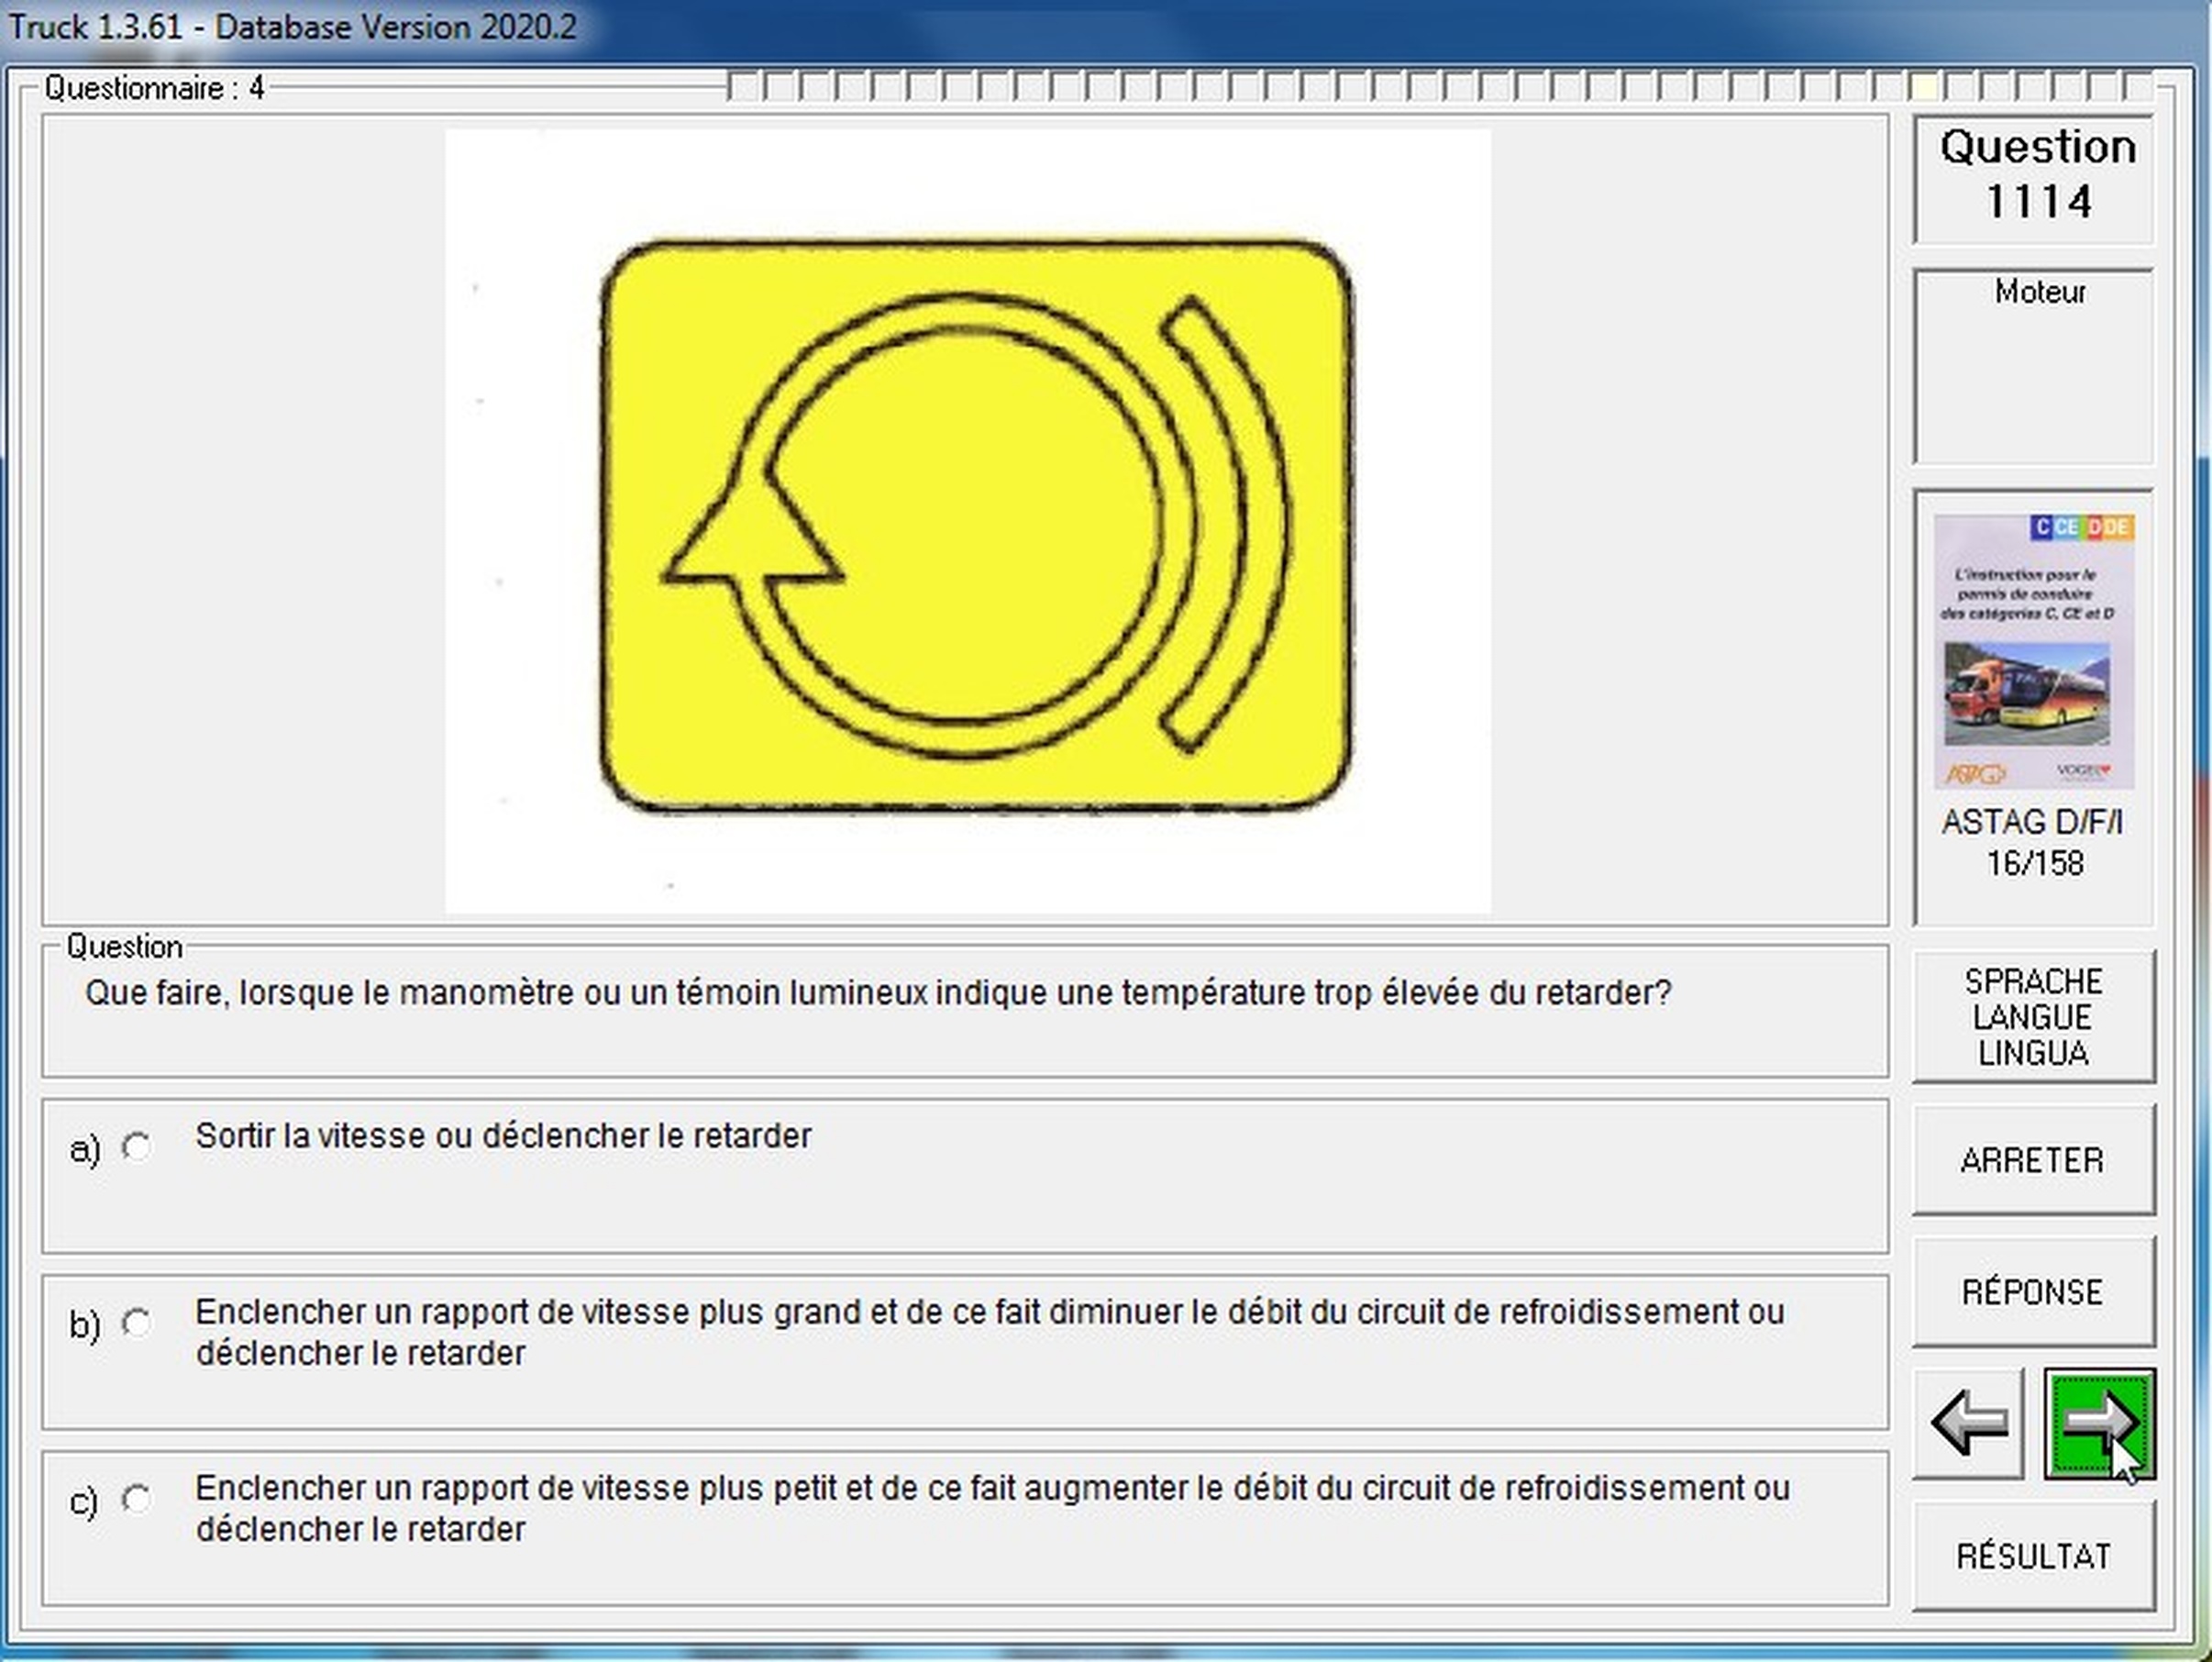 Truck 1.3.61 - Database Version 2020.2
Questionnaire : 4
Question
1114
Moteur
C CE D DE
L'instruction pour le
permis de conduire
des catégories C, CE et D
ASTAG
VOGEL
ASTAG D/F/I
16/158
Question
Que faire, lorsque le manomètre ou un témoin lumineux indique une température trop élevée du retarder?
a) Sortir la vitesse ou déclencher le retarder
b) Enclencher un rapport de vitesse plus grand et de ce fait diminuer le débit du circuit de refroidissement ou
déclencher le retarder
c) Enclencher un rapport de vitesse plus petit et de ce fait augmenter le débit du circuit de refroidissement ou
déclencher le retarder
SPRACHE
LANGUE
LINGUA
ARRETER
RÉPONSE
RÉSULTAT